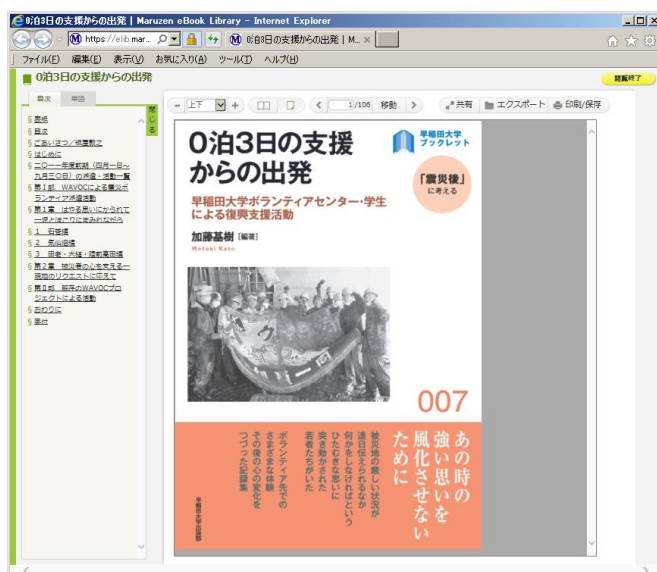 0泊3日の支援からの出発 | Maruzen eBook Library - Internet Explorer
https://elib.mar...
0泊3日の支援からの出発 | M...
ファイル(F) 編集(E) 表示(V) お気に入り(A) ツール(T) ヘルプ(H)
0泊3日の支援からの出発
閲覧終了
目次 単語
閉じる
上下
1/106 移動
共有 エクスポート 印刷/保存
§ 表紙
§ 目次
§ ごあいさつ/紙屋敦之
§ はじめに
§ 二〇一一年度前期（四月一日～
九月三〇日）の派遣・活動一覧
§ 第Ⅰ部 WAVOCによる震災ボ
ランティア派遣活動
§ 第1章 はやる思いにかられて
―涙とほこりにまみれながら
§ 1 石巻編
§ 2 気仙沼編
§ 3 田老・大槌・陸前高田編
§ 第2章 被災者の心を支える―
現地のリクエストに応えて
§ 第Ⅱ部 既存のWAVOCプロ
ジェクトによる活動
§ おわりに
§ 奥付
0泊3日の支援
からの出発
早稲田大学
ブックレット
「震災後」
に考える
早稲田大学ボランティアセンター・学生
による復興支援活動
加藤基樹［編著］
Motoki Kato
007
あの時の
強い思いを
風化させない
ために
被災地の厳しい状況が
連日伝えられるなか
何かをしなければという
ひたむきな思いに
突き動かされた
若者たちがいた
ボランティア先での
さまざまな体験
その後の心の変化を
つづった記録集
早稲田大学出版部